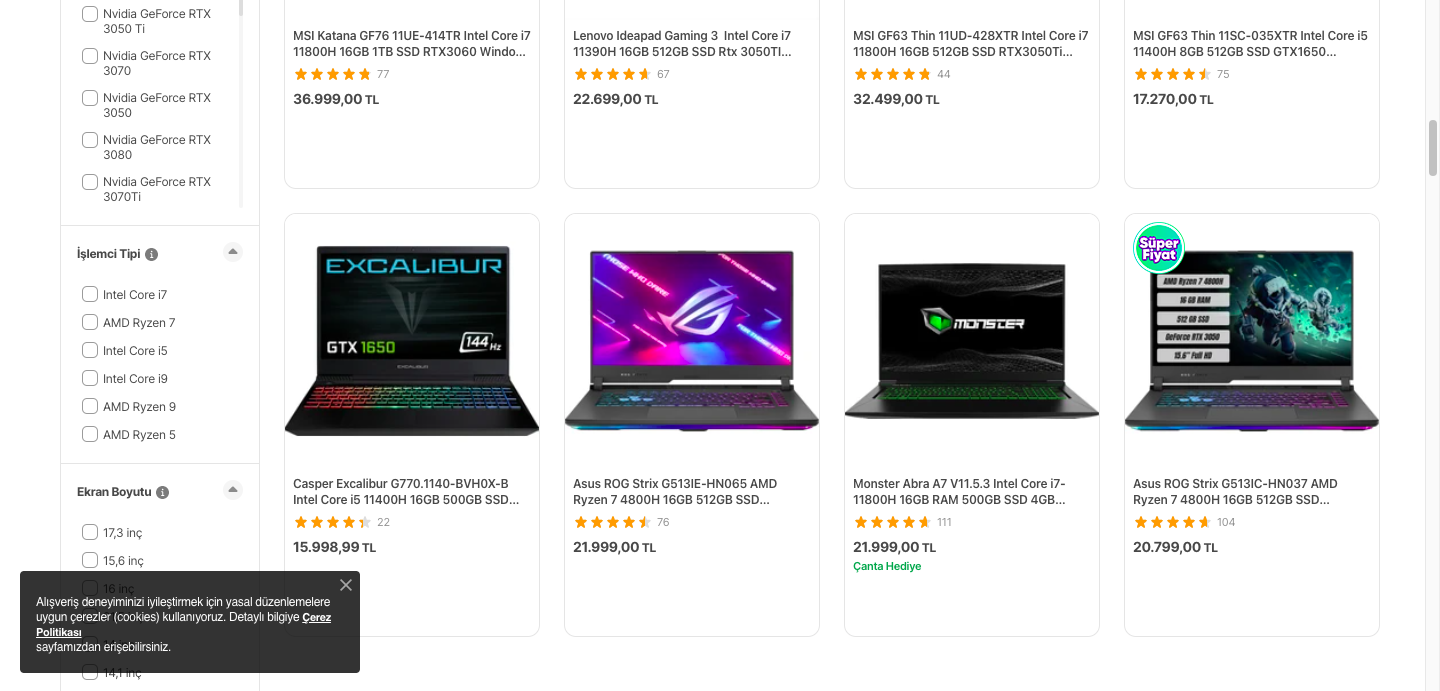 Nvidia GeForce RTX
3050 Ti
Nvidia GeForce RTX
3070
Nvidia GeForce RTX
3050
Nvidia GeForce RTX
3080
Nvidia GeForce RTX
3070Ti
İşlemci Tipi
Intel Core i7
AMD Ryzen 7
Intel Core i5
Intel Core i9
AMD Ryzen 9
AMD Ryzen 5
Ekran Boyutu
17,3 inç
15,6 inç
16 inç
14,1 inç
MSI Katana GF76 11UE-414TR Intel Core i7
11800H 16GB 1TB SSD RTX3060 Windo...
77
36.999,00 TL
Lenovo Ideapad Gaming 3 Intel Core i7
11390H 16GB 512GB SSD Rtx 3050TI...
67
22.699,00 TL
MSI GF63 Thin 11UD-428XTR Intel Core i7
11800H 16GB 512GB SSD RTX3050Ti...
44
32.499,00 TL
MSI GF63 Thin 11SC-035XTR Intel Core i5
11400H 8GB 512GB SSD GTX1650...
75
17.270,00 TL
EXCALIBUR
GTX 1650
144 Hz
EXCALIBUR
Casper Excalibur G770.1140-BVH0X-B
Intel Core i5 11400H 16GB 500GB SSD...
22
15.998,99 TL
THOSE WHO DARE
FOR THOSE WHO DARE
Asus ROG Strix G513IE-HN065 AMD
Ryzen 7 4800H 16GB 512GB SSD...
76
21.999,00 TL
MONSTER
Monster Abra A7 V11.5.3 Intel Core i7-
11800H 16GB RAM 500GB SSD 4GB...
111
21.999,00 TL
Çanta Hediye
Süper
Fiyat
AMD Ryzen 7 4800H
16 GB RAM
512 GB SSD
GeForce RTX 3050
15.6" Full HD
Asus ROG Strix G513IC-HN037 AMD
Ryzen 7 4800H 16GB 512GB SSD...
104
20.799,00 TL
Alışveriş deneyiminizi iyileştirmek için yasal düzenlemelere
uygun çerezler (cookies) kullanıyoruz. Detaylı bilgiye Çerez
Politikası
sayfamızdan erişebilirsiniz.